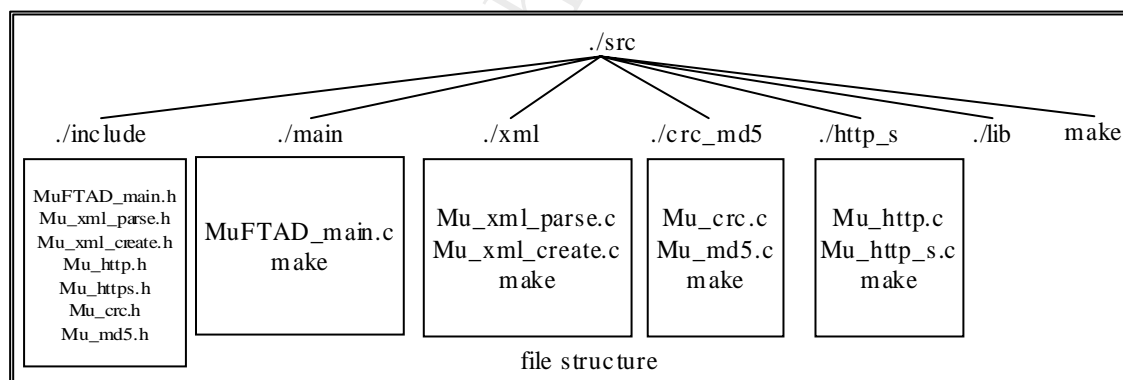 ./src
./include
./main
./xml
./crc_md5
./http_s
./lib
make
MuFTAD_main.h
Mu_xml_parse.h
Mu_xml_create.h
Mu_http.h
Mu_https.h
Mu_crc.h
Mu_md5.h
MuFTAD_main.c
make
Mu_xml_parse.c
Mu_xml_create.c
make
Mu_crc.c
Mu_md5.c
make
Mu_http.c
Mu_http_s.c
make
file structure